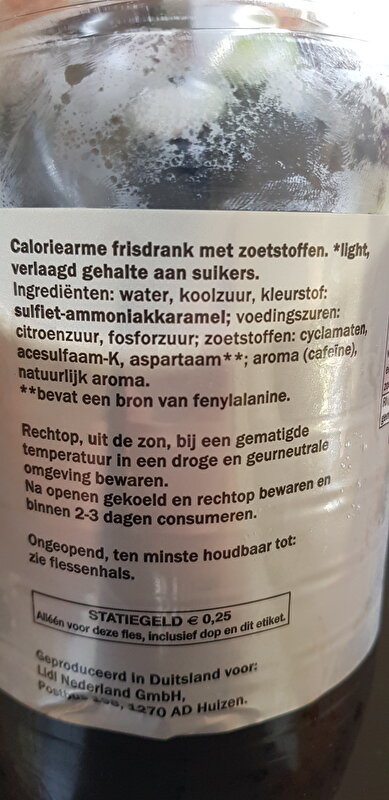 Caloriearme frisdrank met zoetstoffen. *light,
verlaagd gehalte aan suikers.
Ingrediënten: water, koolzuur, kleurstof:
sulfiet-ammoniakkaramel; voedingszuren:
citroenzuur, fosforzuur; zoetstoffen: cyclamaten,
acesulfaam-K, aspartaam**; aroma (cafeïne),
natuurlijk aroma.
**bevat een bron van fenylalanine.
Rechtop, uit de zon, bij een gematigde
temperatuur in een droge en geurneutrale
omgeving bewaren.
Na openen gekoeld en rechtop bewaren en
binnen 2-3 dagen consumeren.
Ongeopend, ten minste houdbaar tot:
zie flessenhals.
STATIEGELD € 0,25
Alléén voor deze fles, inclusief dop en dit etiket.
Geproduceerd in Duitsland voor:
Lidl Nederland GmbH,
1270 AD Huizen.